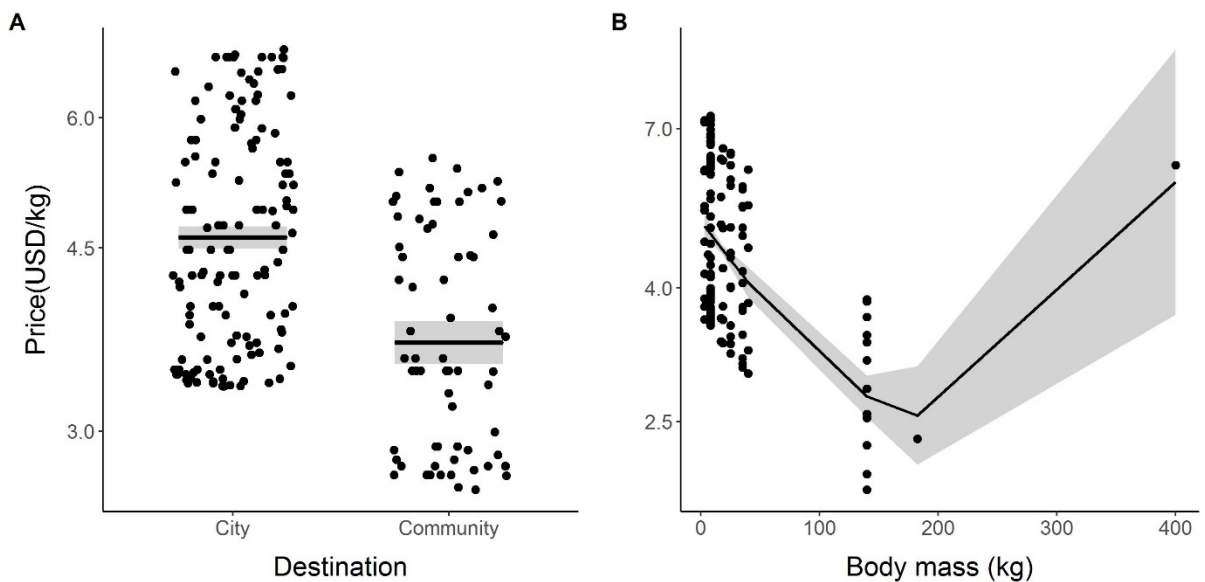 A
B
Price(USD/kg)
6.0
4.5
3.0
City
Community
Destination
7.0
4.0
2.5
0
100
200
300
400
Body mass (kg)